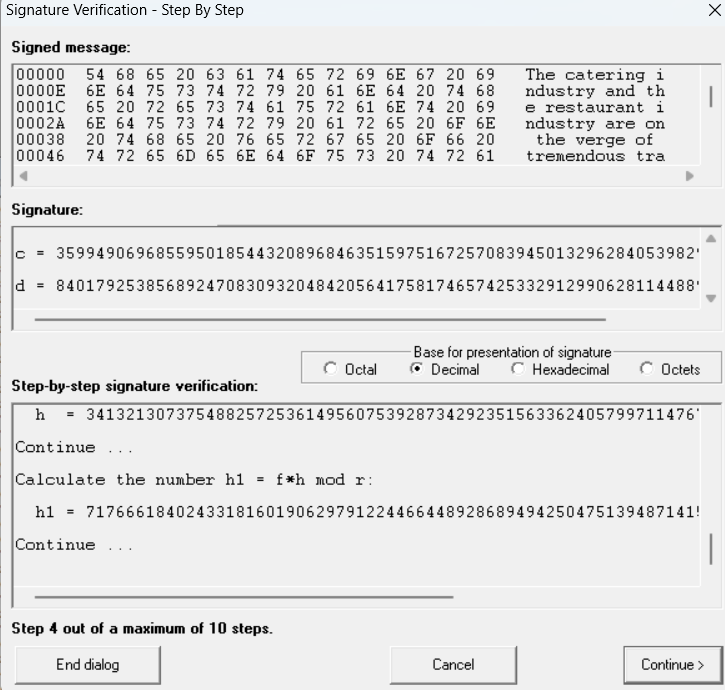 Signature Verification - Step By Step
Signed message:
00000 54 68 65 20 63 61 74 65 72 69 6E 67 20 69 The catering i
0000E 6E 64 75 73 74 72 79 20 61 6E 64 20 74 68 ndustry and th
0001C 65 20 72 65 73 74 61 75 72 61 6E 74 20 69 e restaurant i
0002A 6E 64 75 73 74 72 79 20 61 72 65 20 6F 6E ndustry are on
00038 20 74 68 65 20 76 65 72 67 65 20 6F 66 20 the verge of
00046 74 72 65 6D 65 6E 64 6F 75 73 20 74 72 61 tremendous tra
Signature:
c = 359949069685595018544320896846351597516725708394501329628405398​2
d = 840179253856892470830932048420564175817465742533291299062811448​8
Base for presentation of signature
Octal Decimal Hexadecimal Octets
Step-by-step signature verification:
h = 34132130737548825725361495607539287342923515633624057997114767
Continue ...
Calculate the number h1 = f*h mod r:
h1 = 7176661840243318160190629791224466448928689494250475139487141
Continue ...
Step 4 out of a maximum of 10 steps.
End dialog Cancel Continue >